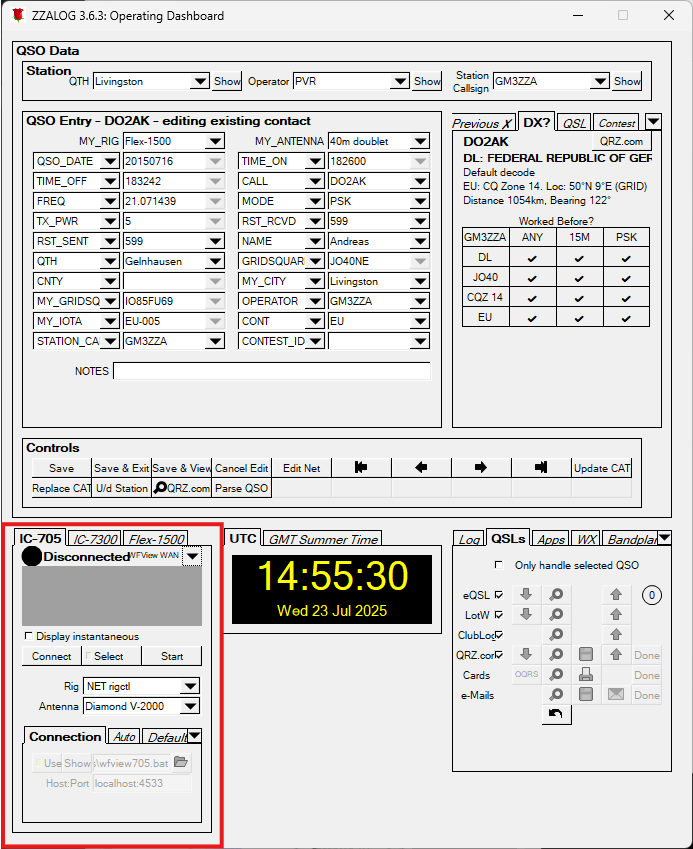 ZZALOG 3.6.3: Operating Dashboard
QSO Data
Station
QTH Livingston Show Operator PVR Show Station Callsign GM3ZZA Show
QSO Entry - DO2AK - editing existing contact
MY_RIG Flex-1500 MY_ANTENNA 40m doublet
QSO_DATE 20150716 TIME_ON 182600
TIME_OFF 183242 CALL DO2AK
FREQ 21.071439 MODE PSK
TX_PWR 5 RST_RCVD 599
RST_SENT 599 NAME Andreas
QTH Gelnhausen GRIDSQUAR JO40NE
CNTY MY_CITY Livingston
MY_GRIDSQ IO85FU69 OPERATOR GM3ZZA
MY_IOTA EU-005 CONT EU
STATION_CA GM3ZZA CONTEST_ID
NOTES
Previous X DX? QSL Contest
DO2AK QRZ.com
DL: FEDERAL REPUBLIC OF GER
Default decode
EU: CQ Zone 14. Loc: 50°N 9°E (GRID)
Distance 1054km, Bearing 122°
Worked Before?
GM3ZZA ANY 15M PSK
DL ✔ ✔ ✔
JO40 ✔ ✔ ✔
CQZ 14 ✔ ✔ ✔
EU ✔ ✔ ✔
Controls
Save Save & Exit Save & View Cancel Edit Edit Net Update CAT
Replace CAT U/d Station QRZ.com Parse QSO
IC-705 IC-7300 Flex-1500
Disconnected WFView WAN
Display instantaneous
Connect Select Start
Rig NET rigctl
Antenna Diamond V-2000
Connection Auto Default
Use Show s\wfview705.bat
Host:Port localhost:4533
UTC GMT Summer Time
14:55:30
Wed 23 Jul 2025
Log QSLs Apps WX Bandplan
Only handle selected QSO
eQSL 0
LotW
ClubLog
QRZ.com Done
Cards OQRS Done
e-Mails Done